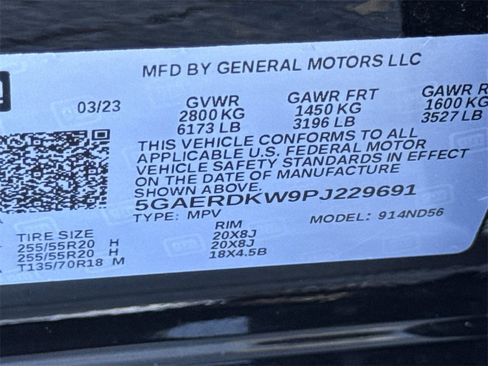 MFD BY GENERAL MOTORS LLC
03/23 GVWR GAWR FRT GAWR R
2800 KG 1450 KG 1600 KG
6173 LB 3196 LB 3527 LB
THIS VEHICLE CONFORMS TO ALL
APPLICABLE U.S. FEDERAL MOTOR
VEHICLE SAFETY STANDARDS IN EFFECT
ON THE DATE OF MANUFACTURE
SHOWN ABOVE.
5GAERDKW9PJ229691
TYPE: MPV MODEL: 914ND56
TIRE SIZE RIM
255/55R20 H 20X8J
255/55R20 H 20X8J
T135/70R18 M 18X4.5B